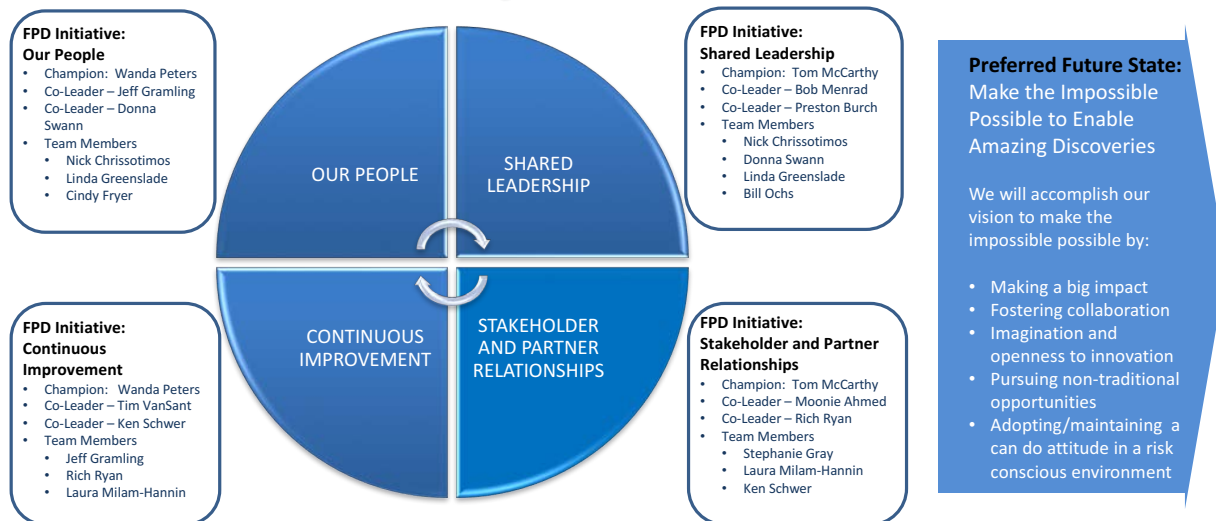 FPD Initiative:
Our People
• Champion: Wanda Peters
• Co-Leader – Jeff Gramling
• Co-Leader – Donna
Swann
• Team Members
• Nick Chrissotimos
• Linda Greenslade
• Cindy Fryer
OUR PEOPLE
SHARED
LEADERSHIP
FPD Initiative:
Shared Leadership
• Champion: Tom McCarthy
• Co-Leader – Bob Menrad
• Co-Leader – Preston Burch
• Team Members
• Nick Chrissotimos
• Donna Swann
• Linda Greenslade
• Bill Ochs
FPD Initiative:
Continuous
Improvement
• Champion: Wanda Peters
• Co-Leader – Tim VanSant
• Co-Leader – Ken Schwer
• Team Members
• Jeff Gramling
• Rich Ryan
• Laura Milam-Hannin
CONTINUOUS
IMPROVEMENT
STAKEHOLDER
AND PARTNER
RELATIONSHIPS
FPD Initiative:
Stakeholder and Partner
Relationships
• Champion: Tom McCarthy
• Co-Leader – Moonie Ahmed
• Co-Leader – Rich Ryan
• Team Members
• Stephanie Gray
• Laura Milam-Hannin
• Ken Schwer
Preferred Future State:
Make the Impossible
Possible to Enable
Amazing Discoveries
We will accomplish our
vision to make the
impossible possible by:
• Making a big impact
• Fostering collaboration
• Imagination and
openness to innovation
• Pursuing non-traditional
opportunities
• Adopting/maintaining a
can do attitude in a risk
conscious environment